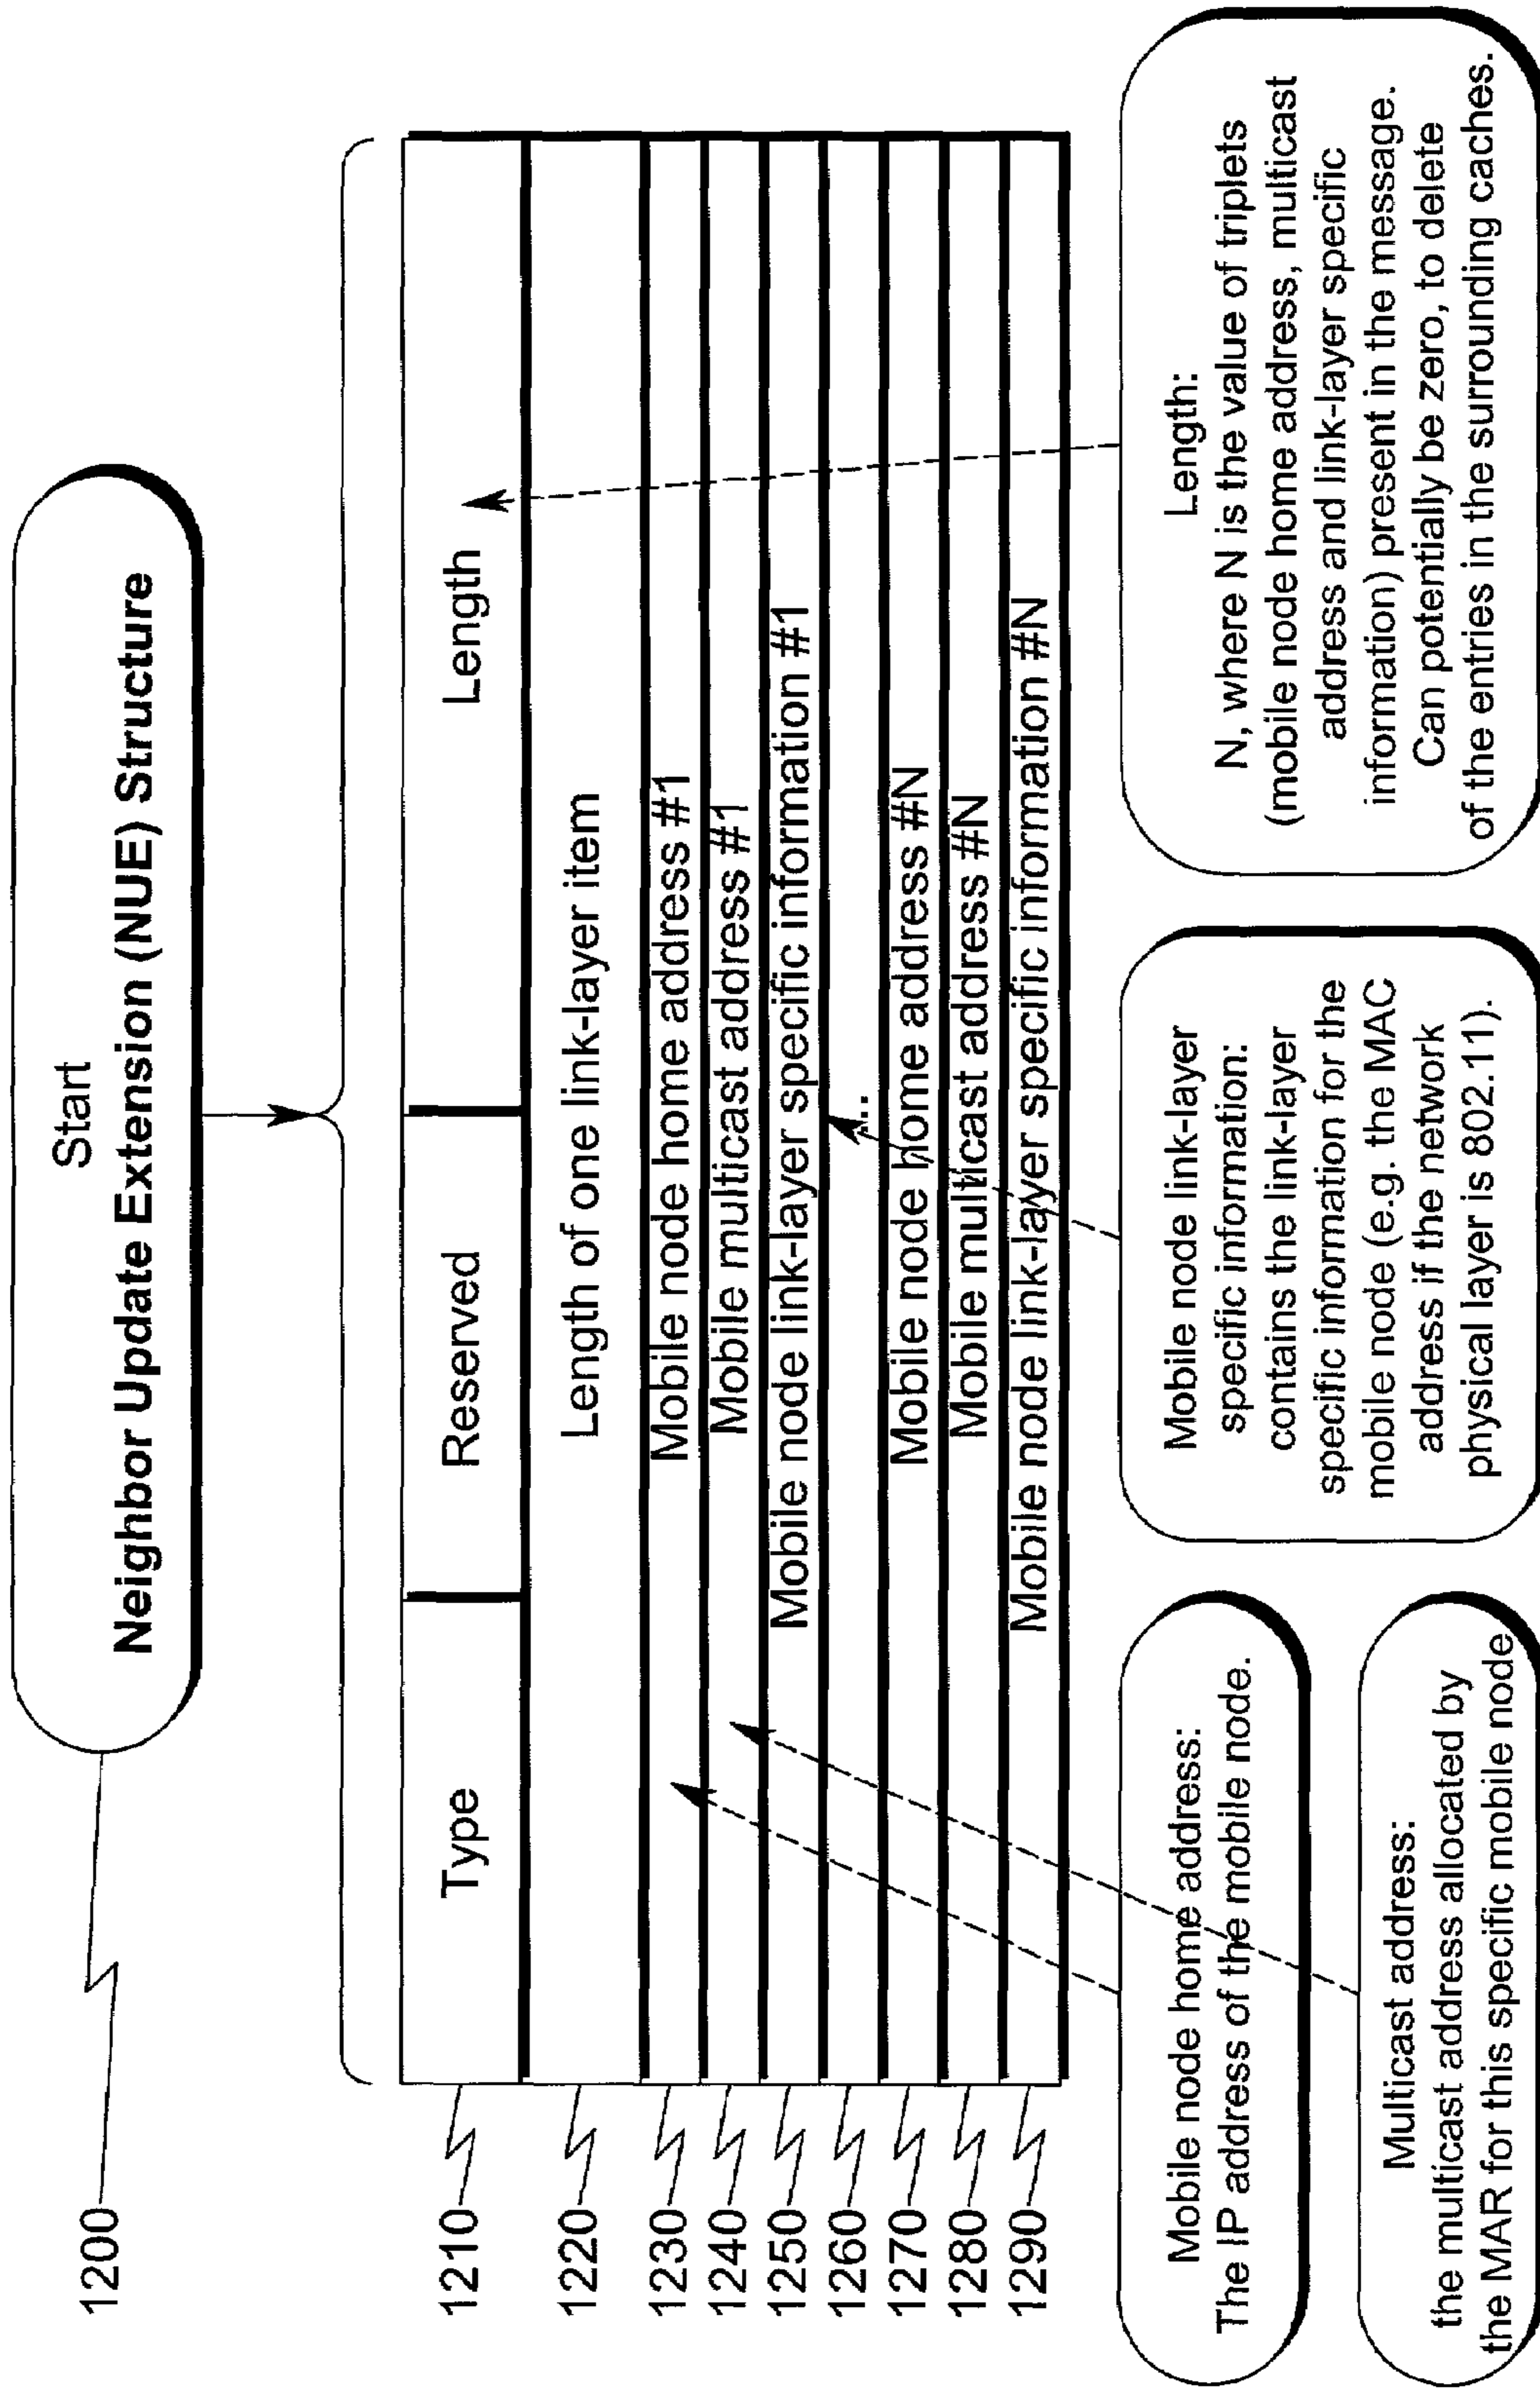 Start
Neighbor Update Extension (NUE) Structure
1200
1210 Type Reserved Length
1220 Length of one link-layer item
1230 Mobile node home address #1
1240 Mobile multicast address #1
1250 Mobile node link-layer specific information #1
1260 ...
1270 Mobile node home address #N
1280 Mobile multicast address #N
1290 Mobile node link-layer specific information #N
Mobile node home address:
The IP address of the mobile node.
Multicast address:
the multicast address allocated by
the MAR for this specific mobile node
Mobile node link-layer
specific information:
contains the link-layer
specific information for the
mobile node (e.g. the MAC
address if the network
physical layer is 802.11).
Length:
N, where N is the value of triplets
(mobile node home address, multicast
address and link-layer specific
information) present in the message.
Can potentially be zero, to delete
of the entries in the surrounding caches.